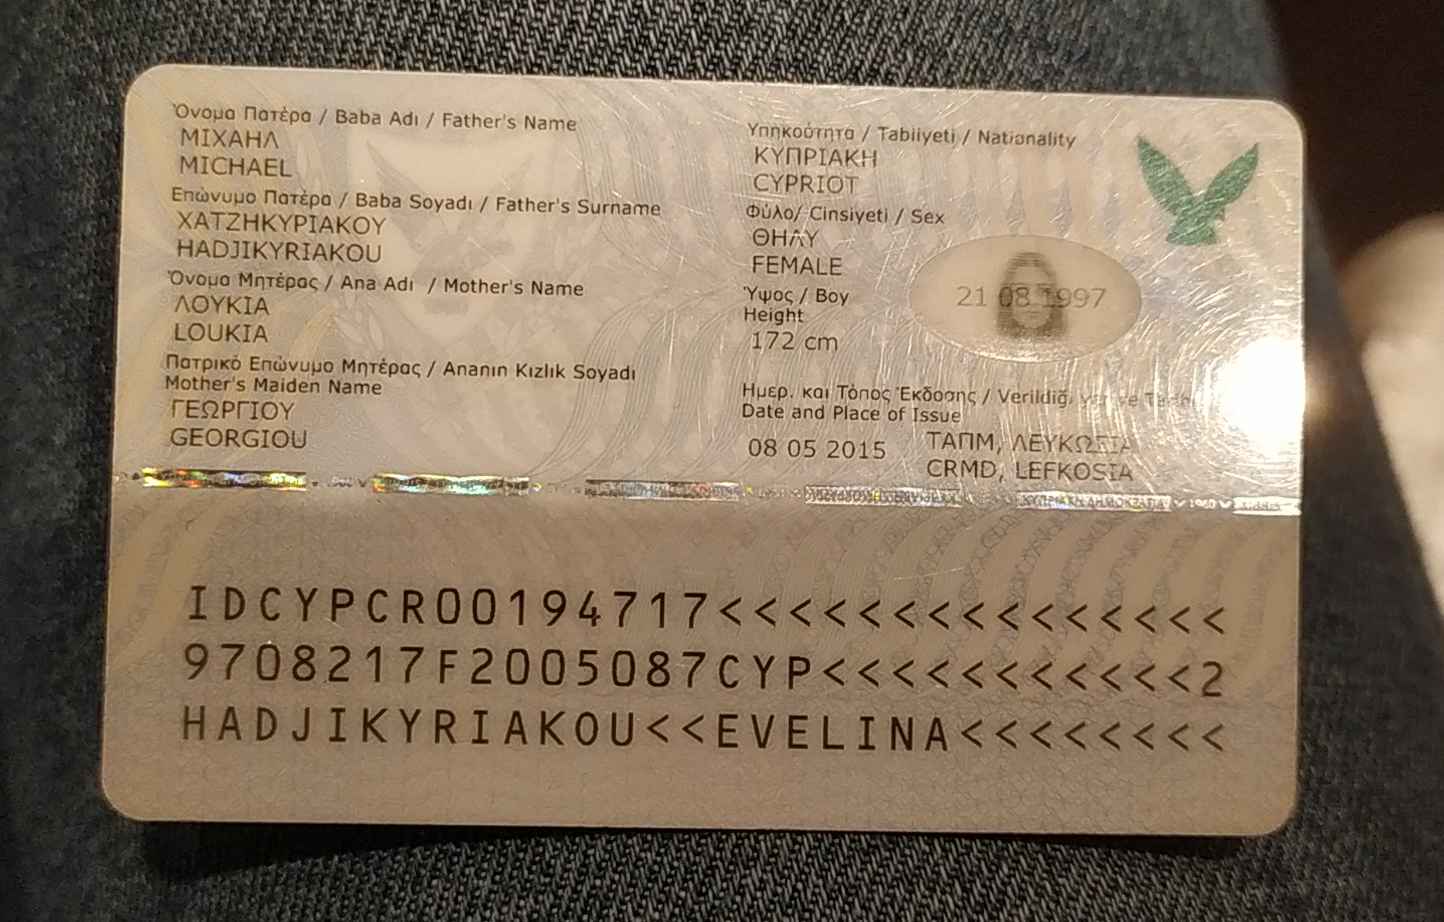 Όνομα Πατέρα / Baba Adı / Father's Name
ΜΙΧΑΗΛ
MICHAEL
Επώνυμο Πατέρα / Baba Soyadı / Father's Surname
ΧΑΤΖΗΚΥΡΙΑΚΟΥ
HADJIKYRIAKOU
Όνομα Μητέρας / Ana Adı / Mother's Name
ΛΟΥΚΙΑ
LOUKIA
Πατρικό Επώνυμο Μητέρας / Ananın Kızlık Soyadı
Mother's Maiden Name
ΓΕΩΡΓΙΟΥ
GEORGIOU
Υπηκοότητα / Tabiiyeti / Nationality
ΚΥΠΡΙΑΚΗ
CYPRIOT
Φύλο/ Cinsiyeti / Sex
ΘΗΛΥ
FEMALE
Ύψος / Boy
Height
172 cm
21 08 1997
Ημερ. και Τόπος Έκδοσης / Verildiğ
Date and Place of Issue
08 05 2015
ΤΑΠΜ, ΛΕΥΚΩΣΙΑ
CRMD, LEFKOSIA
ΚΥΠΡΙΑΚΗ ΔΗΜΟΚΡΑΤΙΑ
IDCYPCR00194717<<<<<<<<<<<<<<<
9708217F2005087CYP<<<<<<<<<<<2
HADJIKYRIAKOU<<EVELINA<<<<<<<<